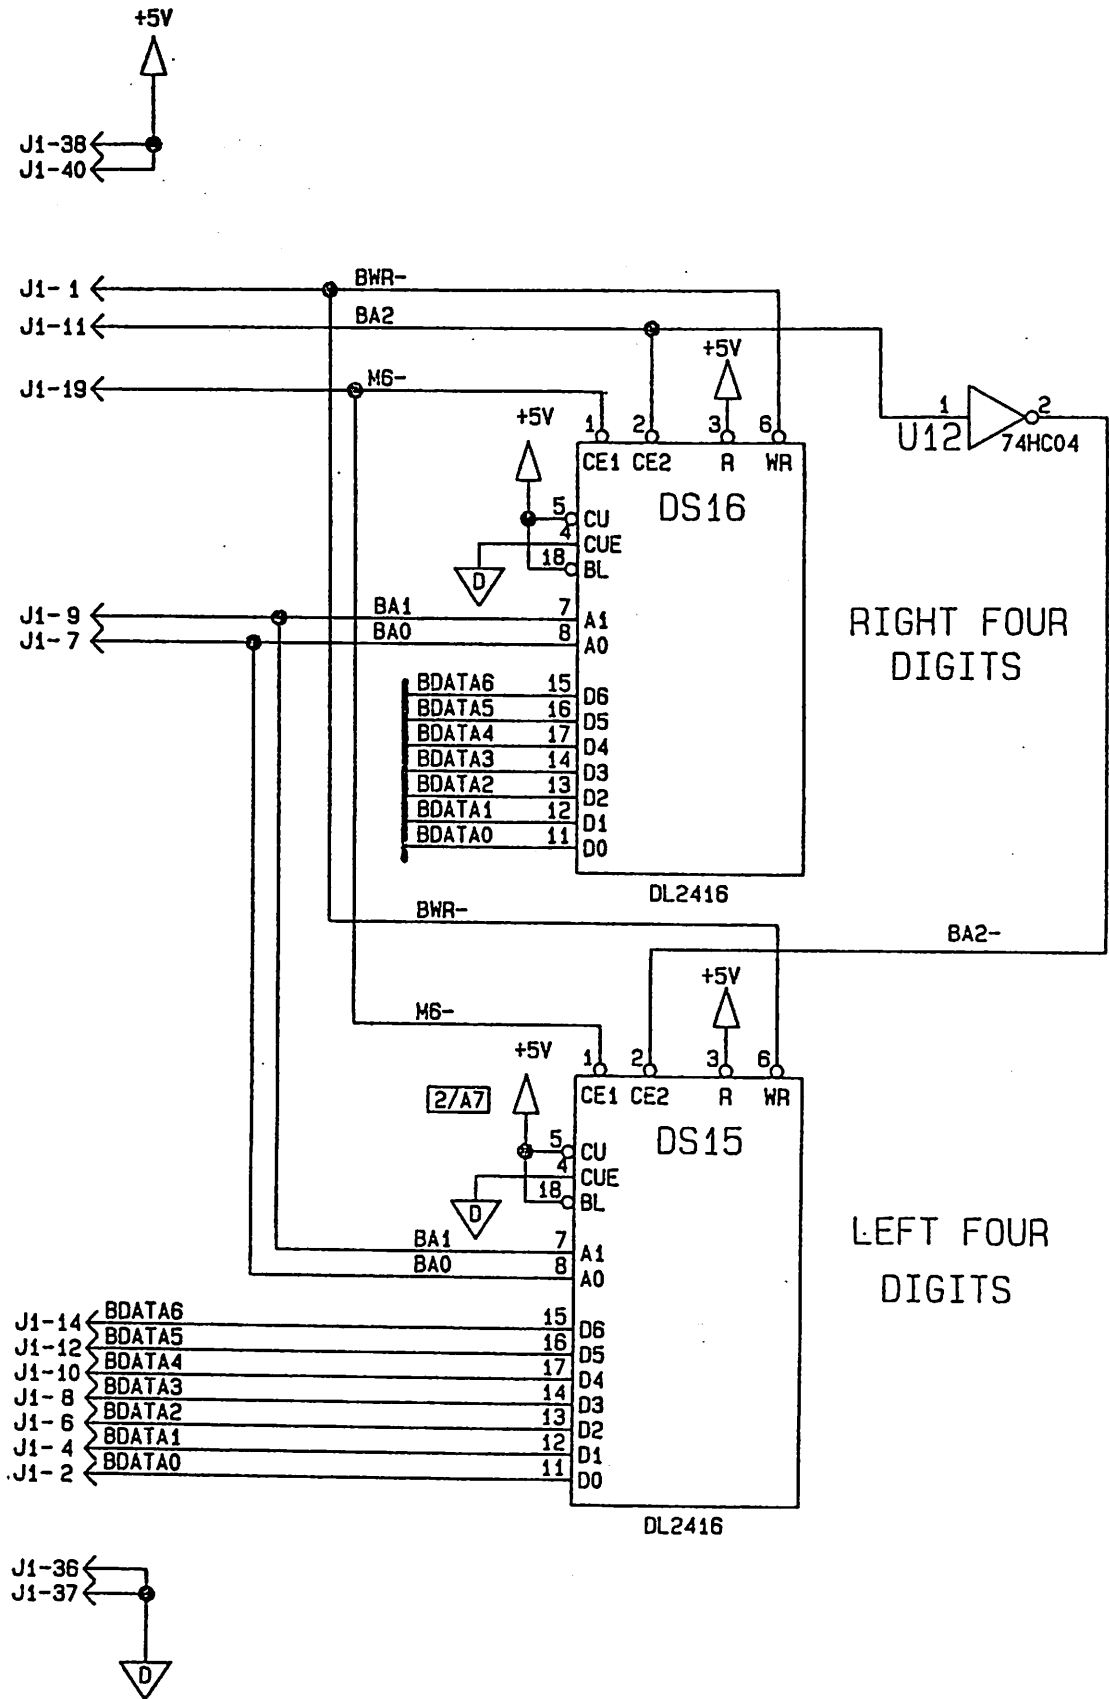 +5V
J1-38
J1-40
J1- 1 BWR-
J1-11 BA2
+5V
J1-19 M6-
+5V
1 2 3 6
1 2
U12 74HC04
CE1 CE2 R WR
DS16
5 CU
4 CUE
18 BL
D
J1- 9 BA1 7 A1
J1- 7 BA0 8 A0
RIGHT FOUR
DIGITS
BDATA6 15 D6
BDATA5 16 D5
BDATA4 17 D4
BDATA3 14 D3
BDATA2 13 D2
BDATA1 12 D1
BDATA0 11 D0
DL2416
BWR-
BA2-
+5V
M6-
+5V
1 2 3 6
2/A7
CE1 CE2 R WR
DS15
5 CU
4 CUE
18 BL
D
BA1 7 A1
BA0 8 A0
LEFT FOUR
DIGITS
J1-14 BDATA6 15 D6
J1-12 BDATA5 16 D5
J1-10 BDATA4 17 D4
J1- 8 BDATA3 14 D3
J1- 6 BDATA2 13 D2
J1- 4 BDATA1 12 D1
J1- 2 BDATA0 11 D0
DL2416
J1-36
J1-37
D